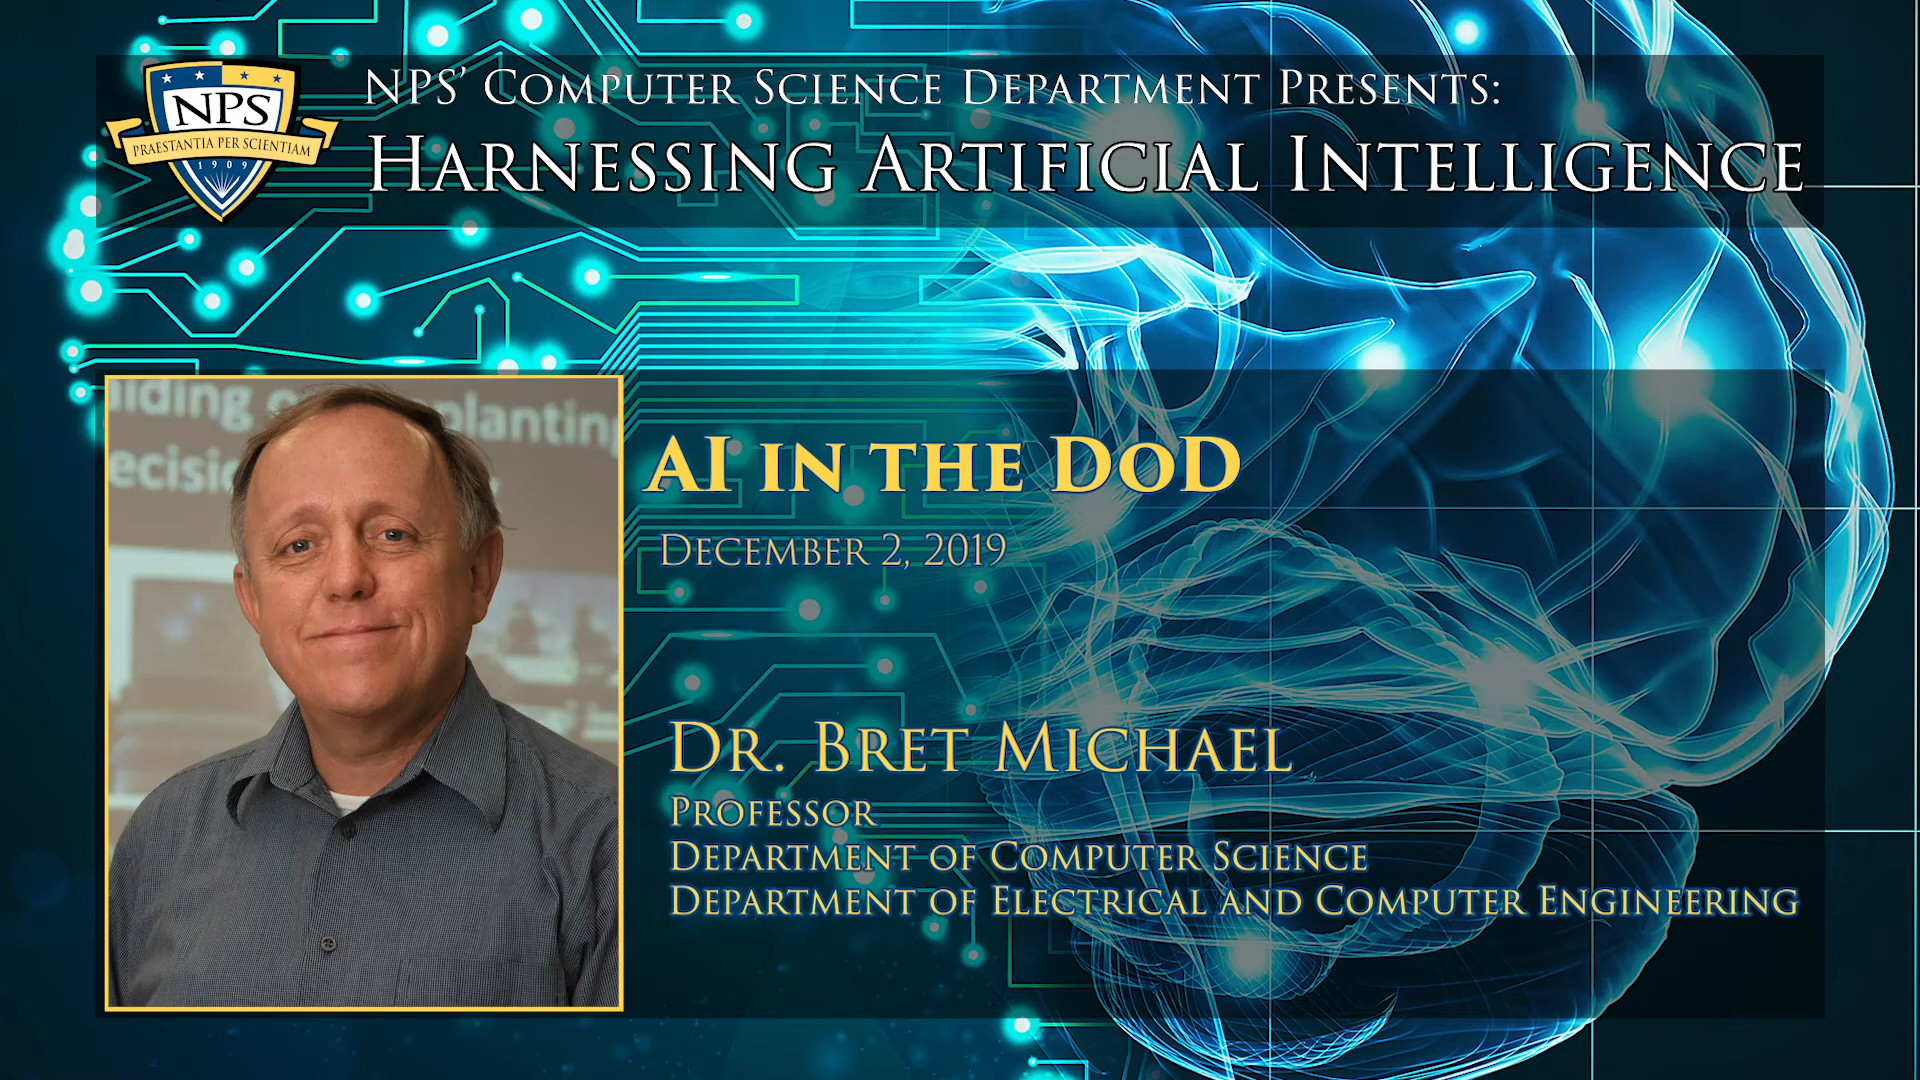 NPS
PRAESTANTIA PER SCIENTIAM
1909
NPS' COMPUTER SCIENCE DEPARTMENT PRESENTS:
HARNESSING ARTIFICIAL INTELLIGENCE
planting
AI IN THE DOD
DECEMBER 2, 2019
DR. BRET MICHAEL
PROFESSOR
DEPARTMENT OF COMPUTER SCIENCE
DEPARTMENT OF ELECTRICAL AND COMPUTER ENGINEERING